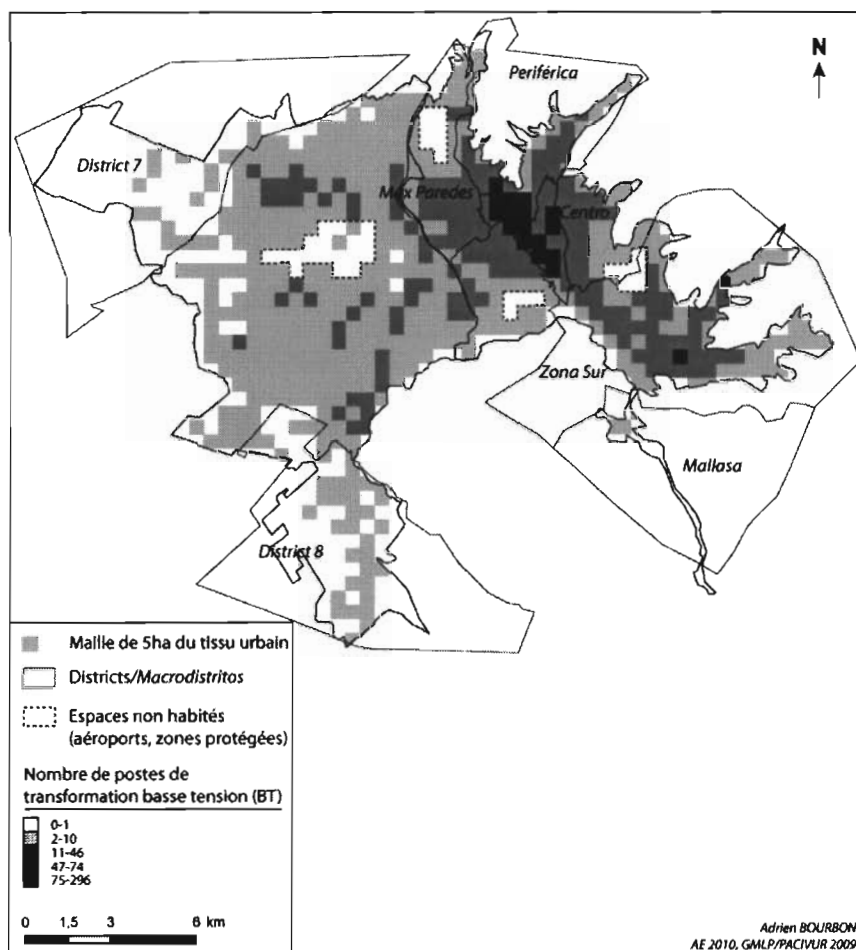 N
Periférica
District 7
Max Paredes
Centro
Zona Sur
Mallasa
District 8
Maille de 5ha du tissu urbain
Districts/Macrodistritos
Espaces non habités
(aéroports, zones protégées)
Nombre de postes de
transformation basse tension (BT)
0-1
2-10
11-46
47-74
75-296
0 1,5 3 6 km
Adrien BOURBON
AE 2010, GMLP/PACIVUR 2009